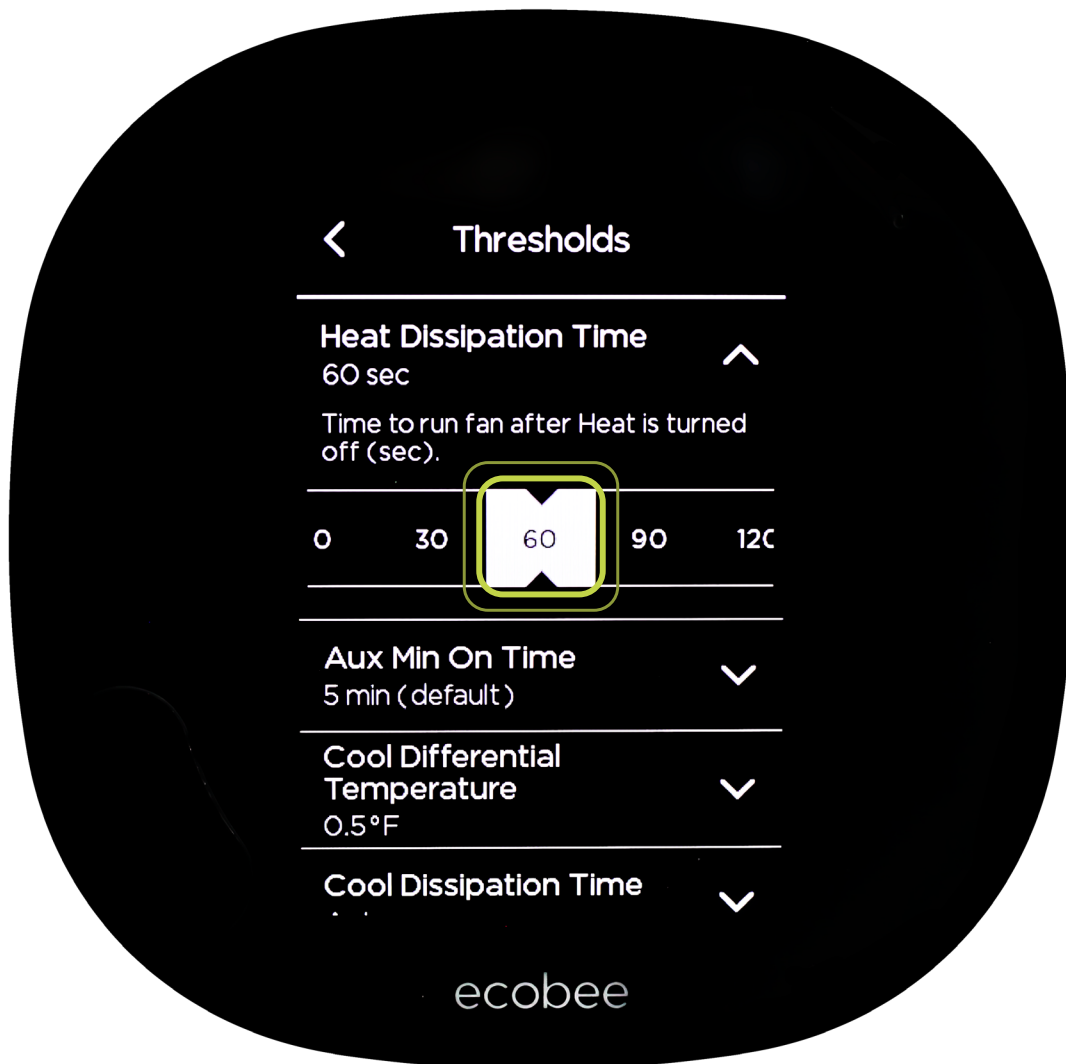 Thresholds
Heat Dissipation Time
60 sec
Time to run fan after Heat is turned
off (sec).
0 30 60 90 120
Aux Min On Time
5 min (default)
Cool Differential
Temperature
0.5°F
Cool Dissipation Time
ecobee